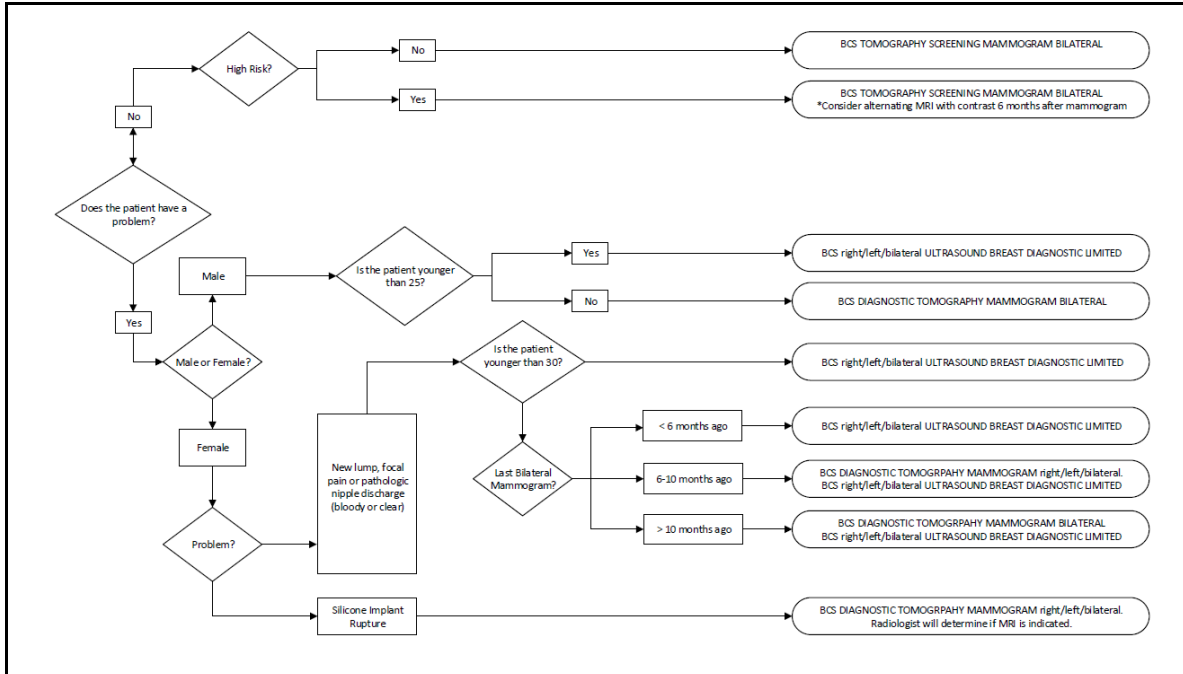 No
BCS TOMOGRAPHY SCREENING MAMMOGRAM BILATERAL
High Risk?
Yes
BCS TOMOGRAPHY SCREENING MAMMOGRAM BILATERAL
*Consider alternating MRI with contrast 6 months after mammogram
No
Does the patient have a
problem?
Yes
Male or Female?
Male
Is the patient younger
than 25?
Yes
BCS right/left/bilateral ULTRASOUND BREAST DIAGNOSTIC LIMITED
No
BCS DIAGNOSTIC TOMOGRAPHY MAMMOGRAM BILATERAL
Female
Problem?
New lump, focal
pain or pathologic
nipple discharge
(bloody or clear)
Is the patient
younger than 30?
BCS right/left/bilateral ULTRASOUND BREAST DIAGNOSTIC LIMITED
Last Bilateral
Mammogram?
< 6 months ago
BCS right/left/bilateral ULTRASOUND BREAST DIAGNOSTIC LIMITED
6-10 months ago
BCS DIAGNOSTIC TOMOGRPAHY MAMMOGRAM right/left/bilateral.
BCS right/left/bilateral ULTRASOUND BREAST DIAGNOSTIC LIMITED
> 10 months ago
BCS DIAGNOSTIC TOMOGRPAHY MAMMOGRAM BILATERAL
BCS right/left/bilateral ULTRASOUND BREAST DIAGNOSTIC LIMITED
Silicone Implant
Rupture
BCS DIAGNOSTIC TOMOGRPAHY MAMMOGRAM right/left/bilateral.
Radiologist will determine if MRI is indicated.